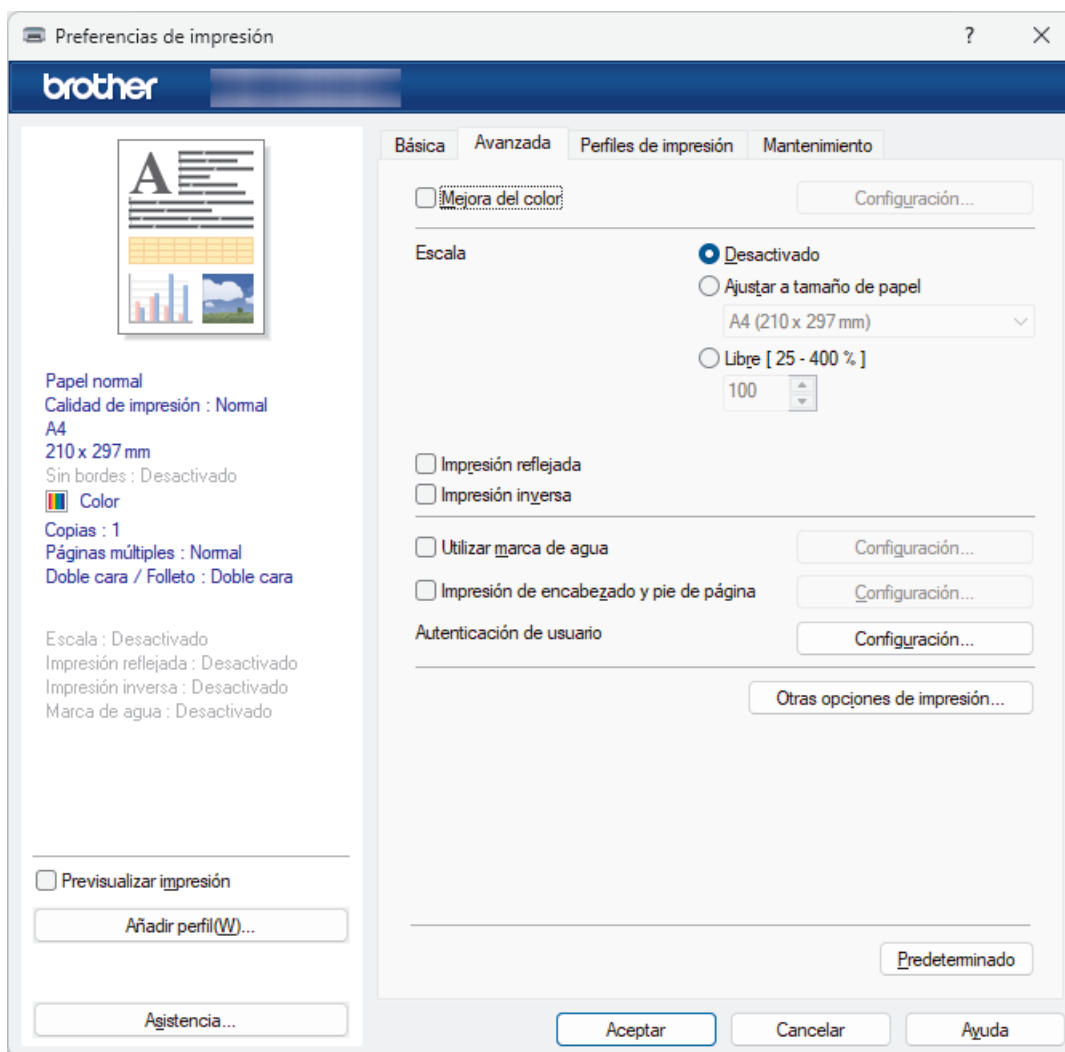 Preferencias de impresión
?
brother
A
Papel normal
Calidad de impresión : Normal
A4
210 x 297 mm
Sin bordes : Desactivado
Color
Copias : 1
Páginas múltiples : Normal
Doble cara / Folleto : Doble cara
Escala : Desactivado
Impresión reflejada : Desactivado
Impresión inversa : Desactivado
Marca de agua : Desactivado
Previsualizar impresión
Añadir perfil(W)...
Asistencia...
Básica Avanzada Perfiles de impresión Mantenimiento
Mejora del color Configuración...
Escala Desactivado
Ajustar a tamaño de papel
A4 (210 x 297 mm)
Libre [ 25 - 400 % ]
100
Impresión reflejada
Impresión inversa
Utilizar marca de agua Configuración...
Impresión de encabezado y pie de página Configuración...
Autenticación de usuario Configuración...
Otras opciones de impresión...
Predeterminado
Aceptar Cancelar Ayuda